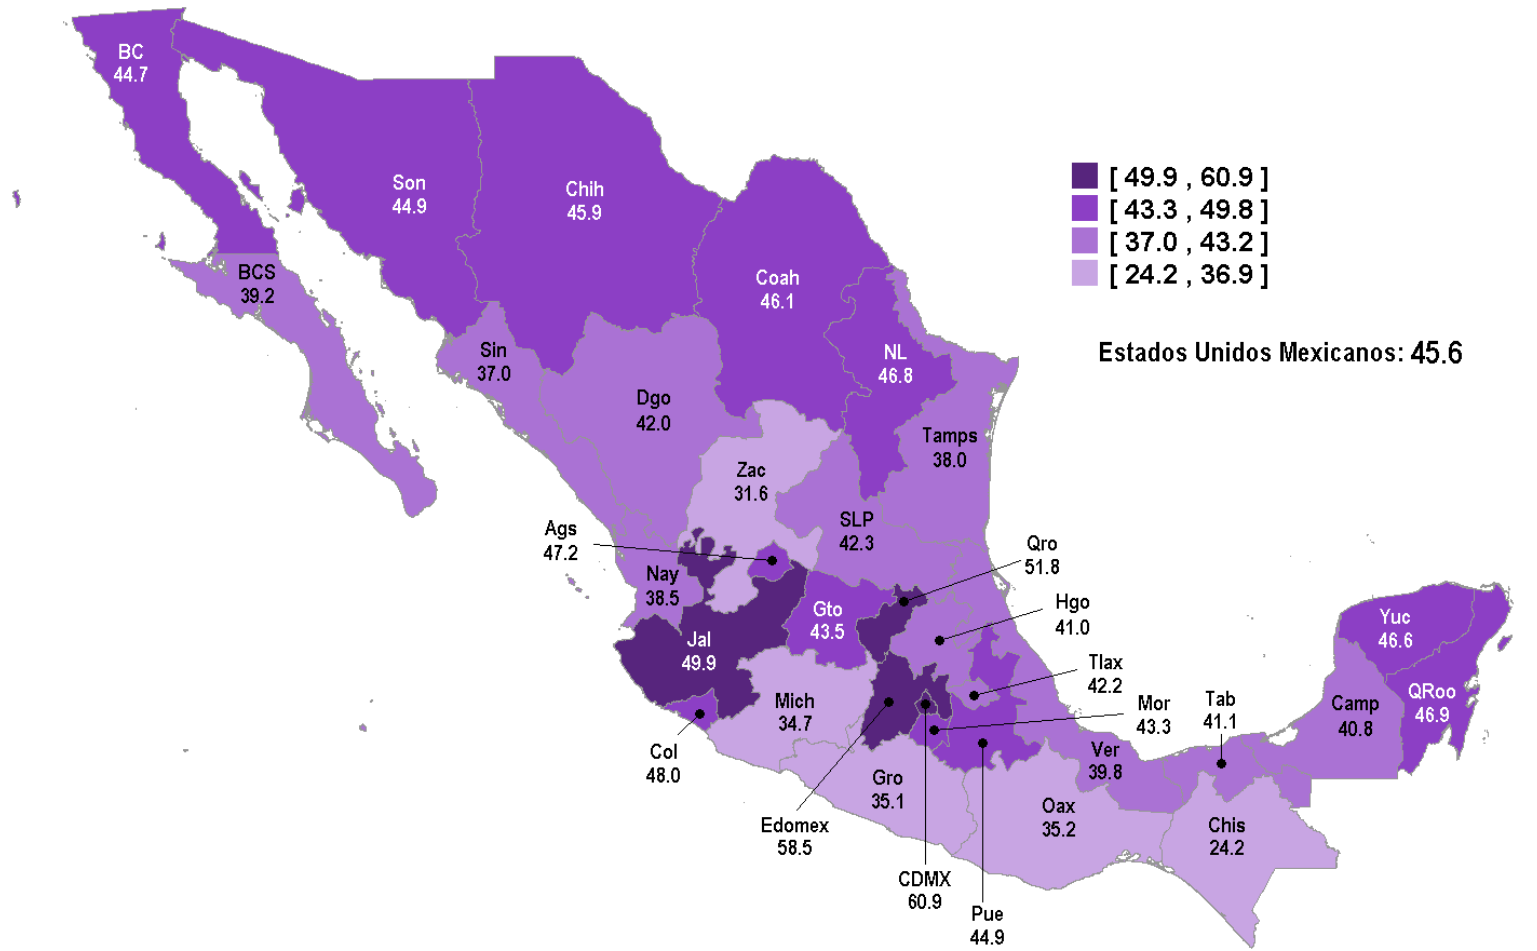 BC
44.7
Son
44.9
Chih
45.9
[ 49.9 , 60.9 ]
[ 43.3 , 49.8 ]
[ 37.0 , 43.2 ]
[ 24.2 , 36.9 ]
BCS
39.2
Coah
46.1
Estados Unidos Mexicanos: 45.6
Sin
37.0
NL
46.8
Dgo
42.0
Tamps
38.0
Zac
31.6
SLP
42.3
Ags
47.2
Qro
51.8
Nay
38.5
Gto
43.5
Hgo
41.0
Yuc
46.6
Jal
49.9
Tlax
42.2
QRoo
46.9
Mich
34.7
Mor
43.3
Tab
41.1
Camp
40.8
Col
48.0
Ver
39.8
Gro
35.1
Oax
35.2
Edomex
58.5
Chis
24.2
CDMX
60.9
Pue
44.9